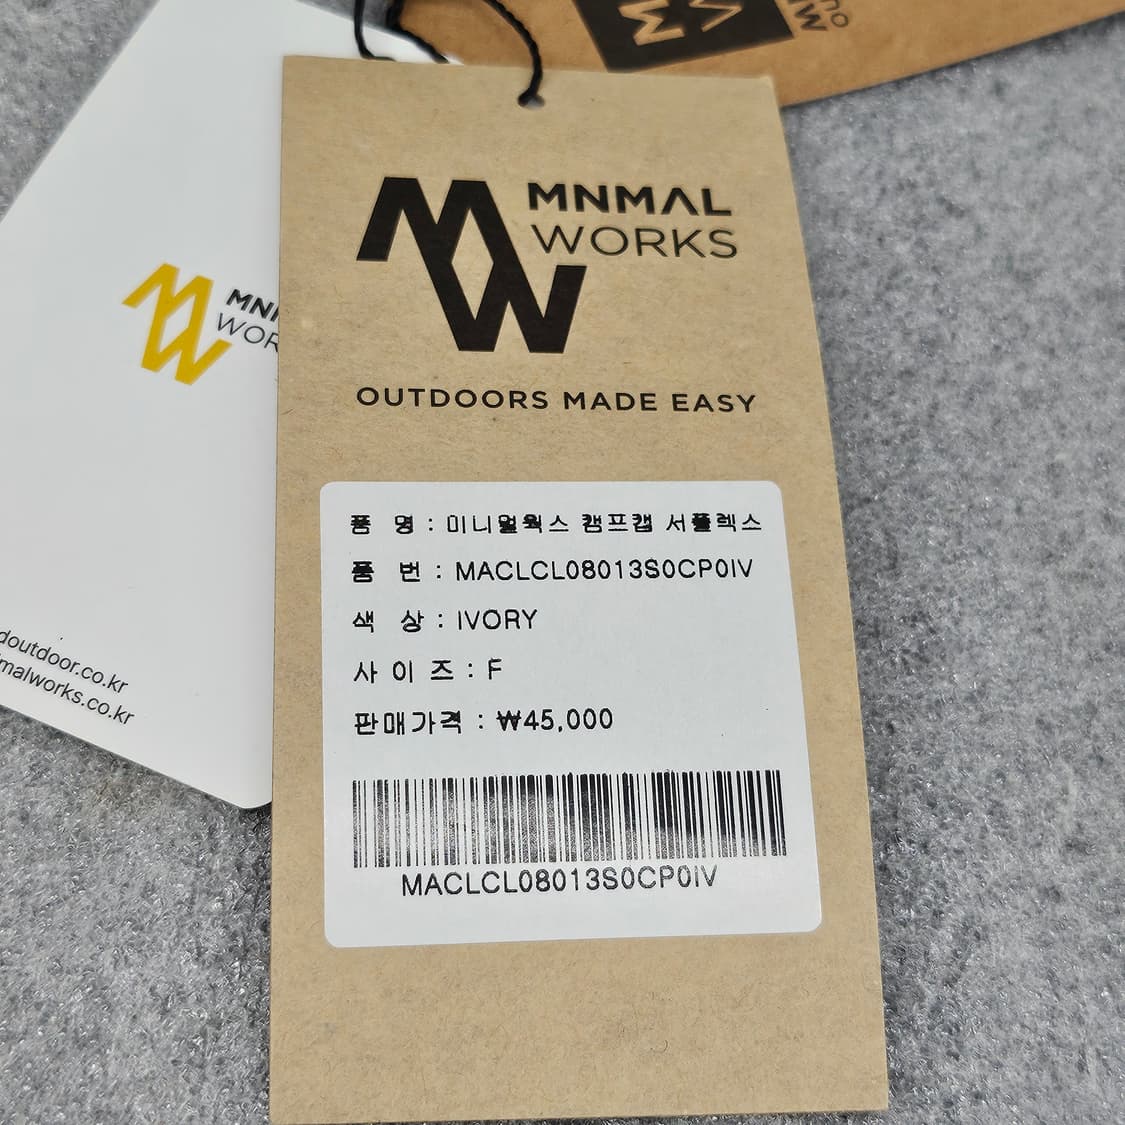 MNMAL
WORKS
OUTDOORS MADE EASY
품 명 : 미니멀웍스 캠프캡 서플렉스
품 번 : MACLCL08013S0CP0IV
색 상 : IVORY
사 이 즈 : F
판매가격 : ₩45,000
MACLCL08013S0CP0IV
doutdoor.co.kr
malworks.co.kr